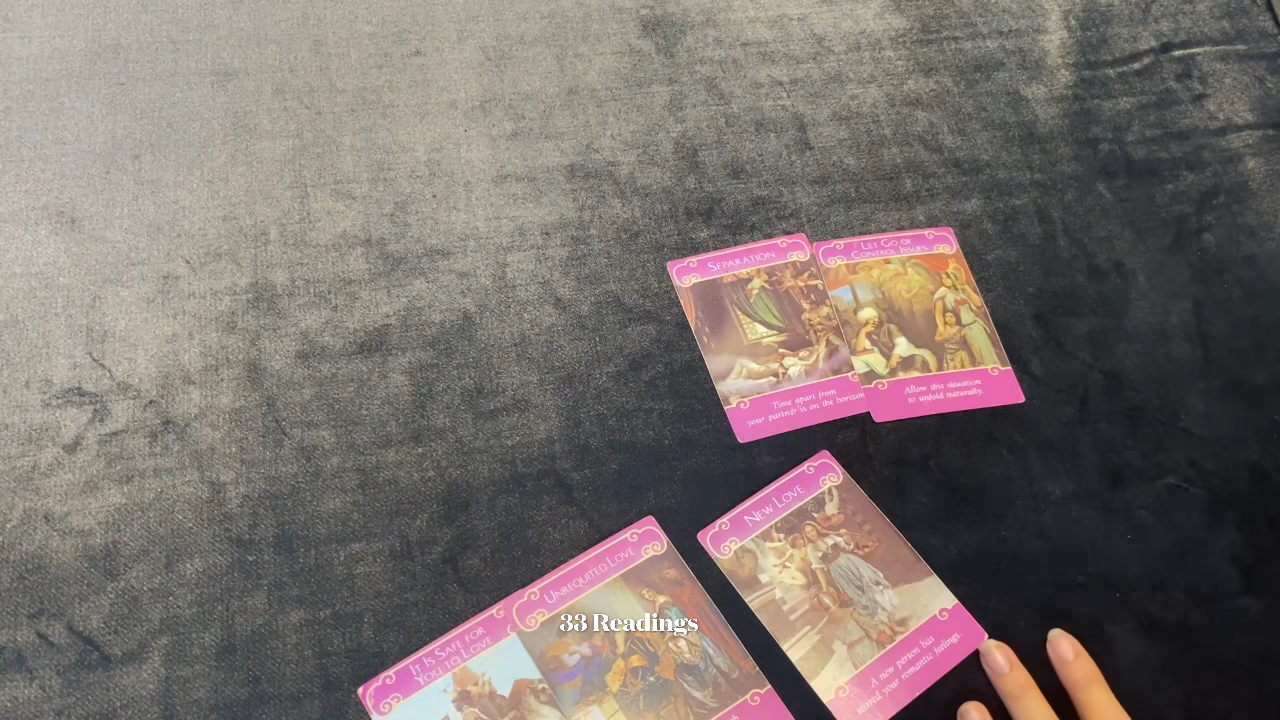 SEPARATION
Time apart from
your partner is on the horizon
LET GO OF
CONTROL ISSUES
Allow this situation
to unfold naturally.
NEW LOVE
A new person has
stirred your romantic feelings.
UNREQUITED LOVE
IT IS SAFE FOR
YOU TO LOVE
33 Readings